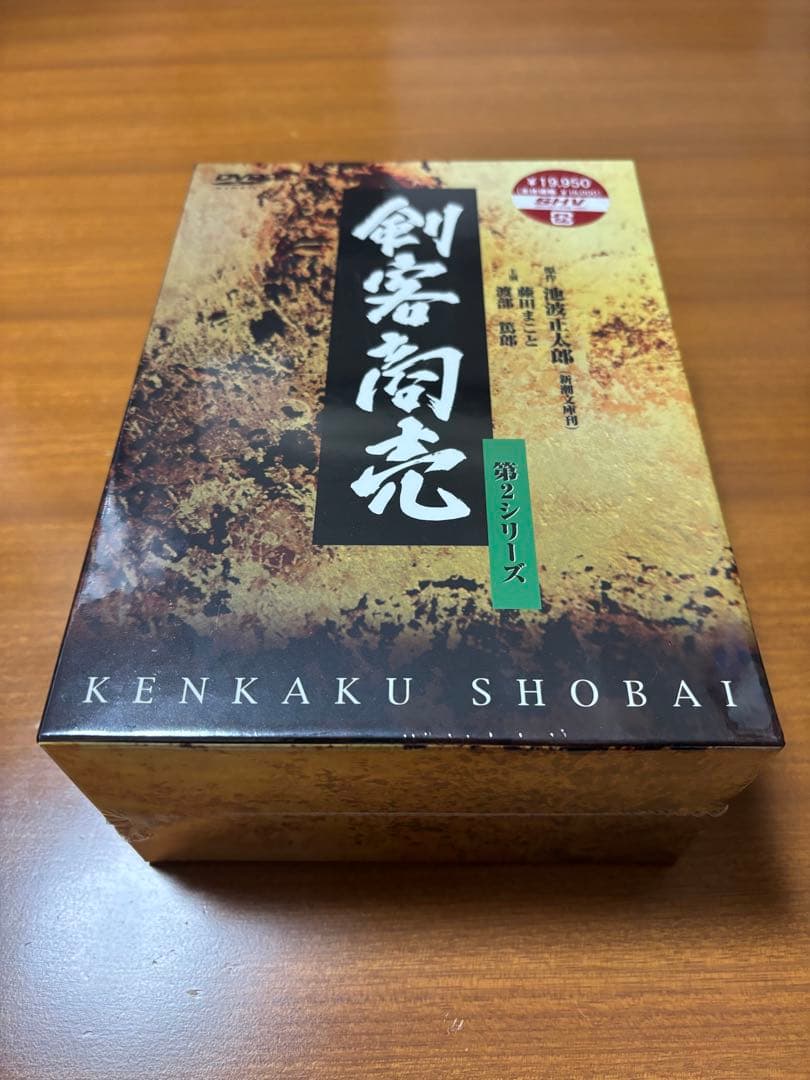 DVD
¥19,950
SHV
剣客商売
原作 池波正太郎 (新潮文庫刊)
主演 藤田まこと
渡部 篤郎
第2シリーズ
KENKAKU SHOBAI